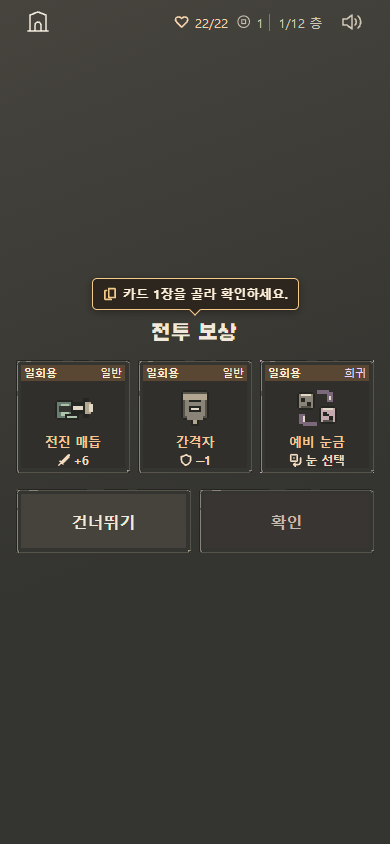 22/22 1 1/12 층
카드 1장을 골라 확인하세요.
전투 보상
일회용 일반
전진 매듭
+6
일회용 일반
간격자
−1
일회용 희귀
예비 눈금
눈 선택
건너뛰기
확인